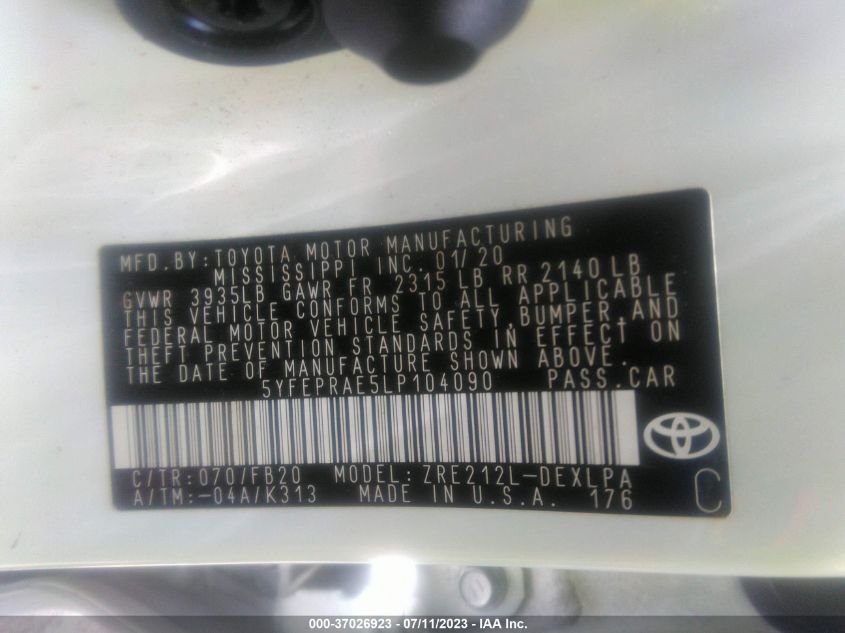 MFD.BY:TOYOTA MOTOR MANUFACTURING
MISSISSIPPI INC. 01/20
GVWR 3935LB GAWR FR 2315 LB RR 2140 LB
THIS VEHICLE CONFORMS TO ALL APPLICABLE
FEDERAL MOTOR VEHICLE SAFETY,BUMPER,AND
THEFT PREVENTION STANDARDS IN EFFECT ON
THE DATE OF MANUFACTURE SHOWN ABOVE.
5YFEPRAE5LP104090 PASS.CAR
C/TR:070/FB20 MODEL:ZRE212L-DEXLPA
A/TM:-04A/K313 MADE IN U.S.A. 176 C
000-37026923 - 07/11/2023 - IAA Inc.